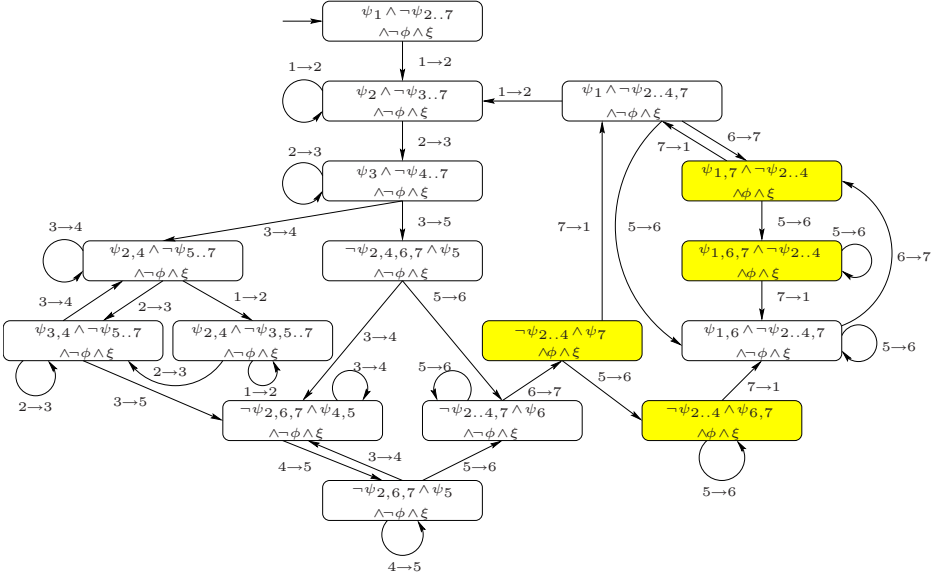 ψ₁ ∧ ¬ψ₂..₇
∧¬ϕ∧ξ
1→2
1→2
ψ₂ ∧ ¬ψ₃..₇
∧¬ϕ∧ξ
1→2
ψ₁ ∧ ¬ψ₂..₄,₇
∧¬ϕ∧ξ
2→3
6→7
7→1
2→3
ψ₃ ∧ ¬ψ₄..₇
∧¬ϕ∧ξ
ψ₁,₇ ∧ ¬ψ₂..₄
∧ϕ∧ξ
3→4
3→5
7→1
5→6
5→6
3→4
ψ₂,₄ ∧ ¬ψ₅..₇
∧¬ϕ∧ξ
¬ψ₂,₄,₆,₇ ∧ ψ₅
∧¬ϕ∧ξ
ψ₁,₆,₇ ∧ ¬ψ₂..₄
∧ϕ∧ξ
5→6
6→7
3→4
2→3
1→2
5→6
7→1
ψ₃,₄ ∧ ¬ψ₅..₇
∧¬ϕ∧ξ
ψ₂,₄ ∧ ¬ψ₃,₅..₇
∧¬ϕ∧ξ
3→4
¬ψ₂..₄ ∧ ψ₇
∧ϕ∧ξ
ψ₁,₆ ∧ ¬ψ₂..₄,₇
∧¬ϕ∧ξ
5→6
2→3
2→3
3→5
1→2
3→4
5→6
6→7
5→6
7→1
¬ψ₂,₆,₇ ∧ ψ₄,₅
∧¬ϕ∧ξ
¬ψ₂..₄,₇ ∧ ψ₆
∧¬ϕ∧ξ
¬ψ₂..₄ ∧ ψ₆,₇
∧ϕ∧ξ
4→5
3→4
5→6
5→6
¬ψ₂,₆,₇ ∧ ψ₅
∧¬ϕ∧ξ
4→5